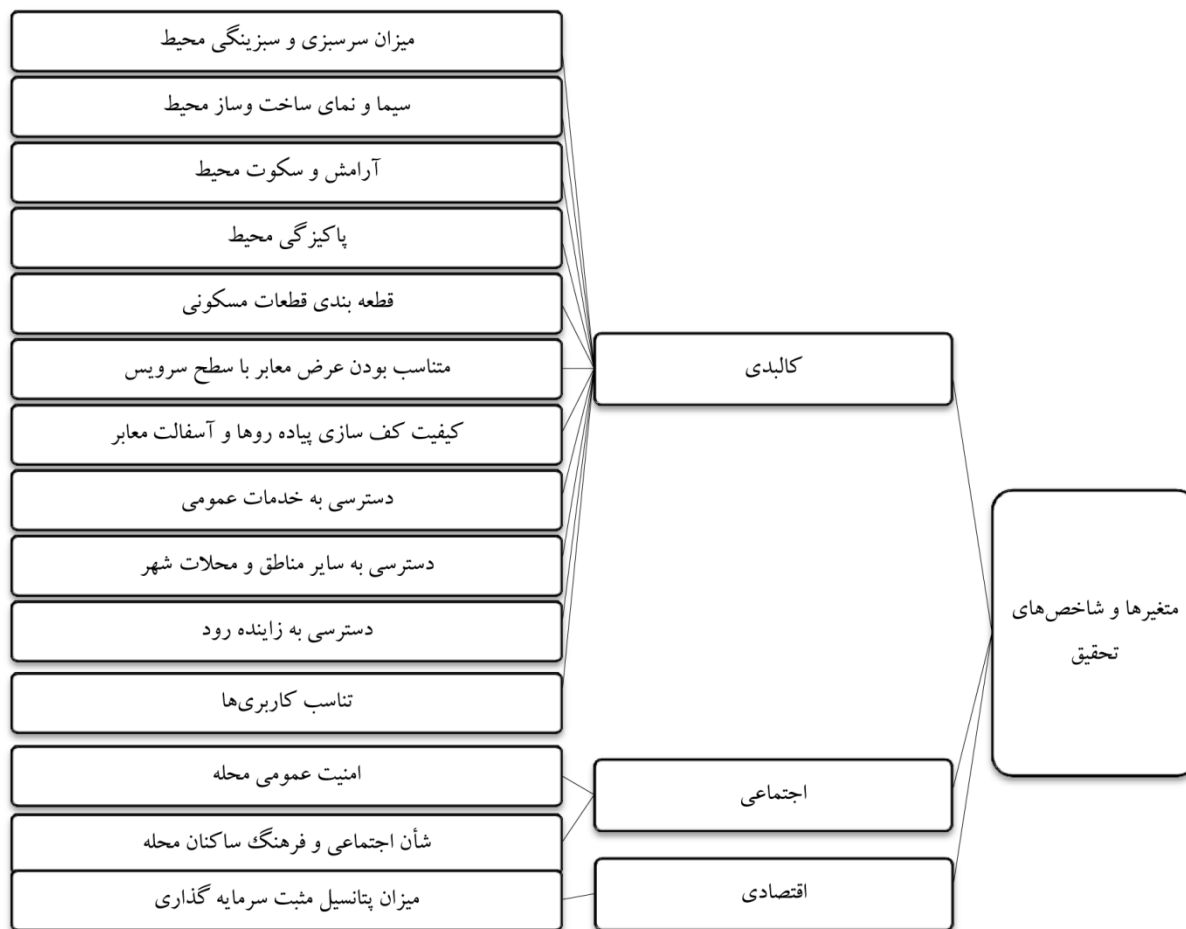 متغیرها و شاخص‌های
تحقیق
کالبدی
میزان سرسبزی و سبزینگی محیط
سیما و نمای ساخت وساز محیط
آرامش و سکوت محیط
پاکیزگی محیط
قطعه بندی قطعات مسکونی
متناسب بودن عرض معابر با سطح سرویس
کیفیت کف سازی پیاده روها و آسفالت معابر
دسترسی به خدمات عمومی
دسترسی به سایر مناطق و محلات شهر
دسترسی به زاینده رود
تناسب کاربری‌ها
اجتماعی
امنیت عمومی محله
شأن اجتماعی و فرهنگ ساکنان محله
اقتصادی
میزان پتانسیل مثبت سرمایه گذاری